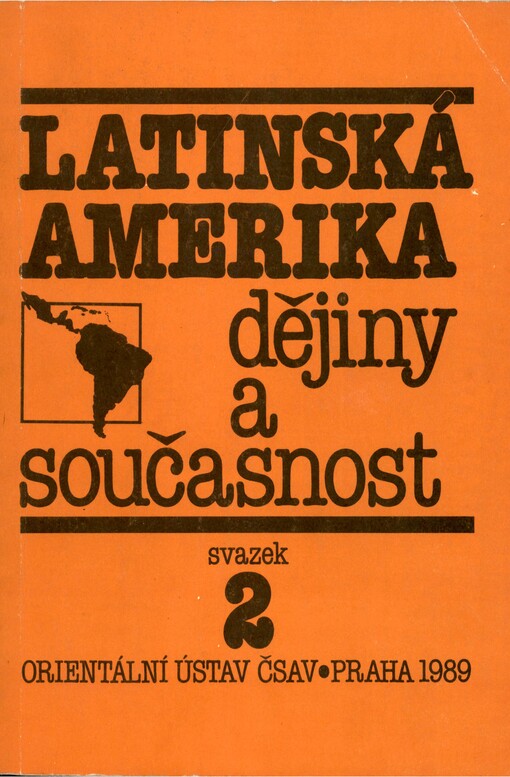 LATINSKÁ
AMERIKA
dějiny
a
současnost
svazek
2
ORIENTÁLNÍ ÚSTAV ČSAV•PRAHA 1989